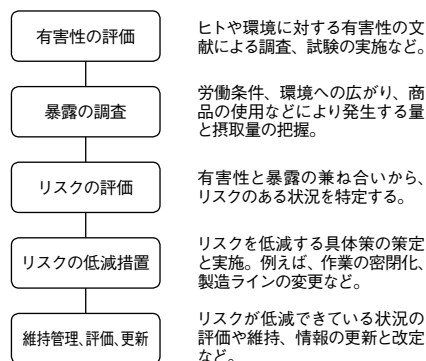 有害性の評価
ヒトや環境に対する有害性の文
献による調査、試験の実施など。
暴露の調査
労働条件、環境への広がり、商
品の使用などにより発生する量
と摂取量の把握。
リスクの評価
有害性と暴露の兼ね合いから、
リスクのある状況を特定する。
リスクの低減措置
リスクを低減する具体策の策定
と実施。例えば、作業の密閉化、
製造ラインの変更など。
維持管理、評価、更新
リスクが低減できている状況の
評価や維持、情報の更新と改定
など。